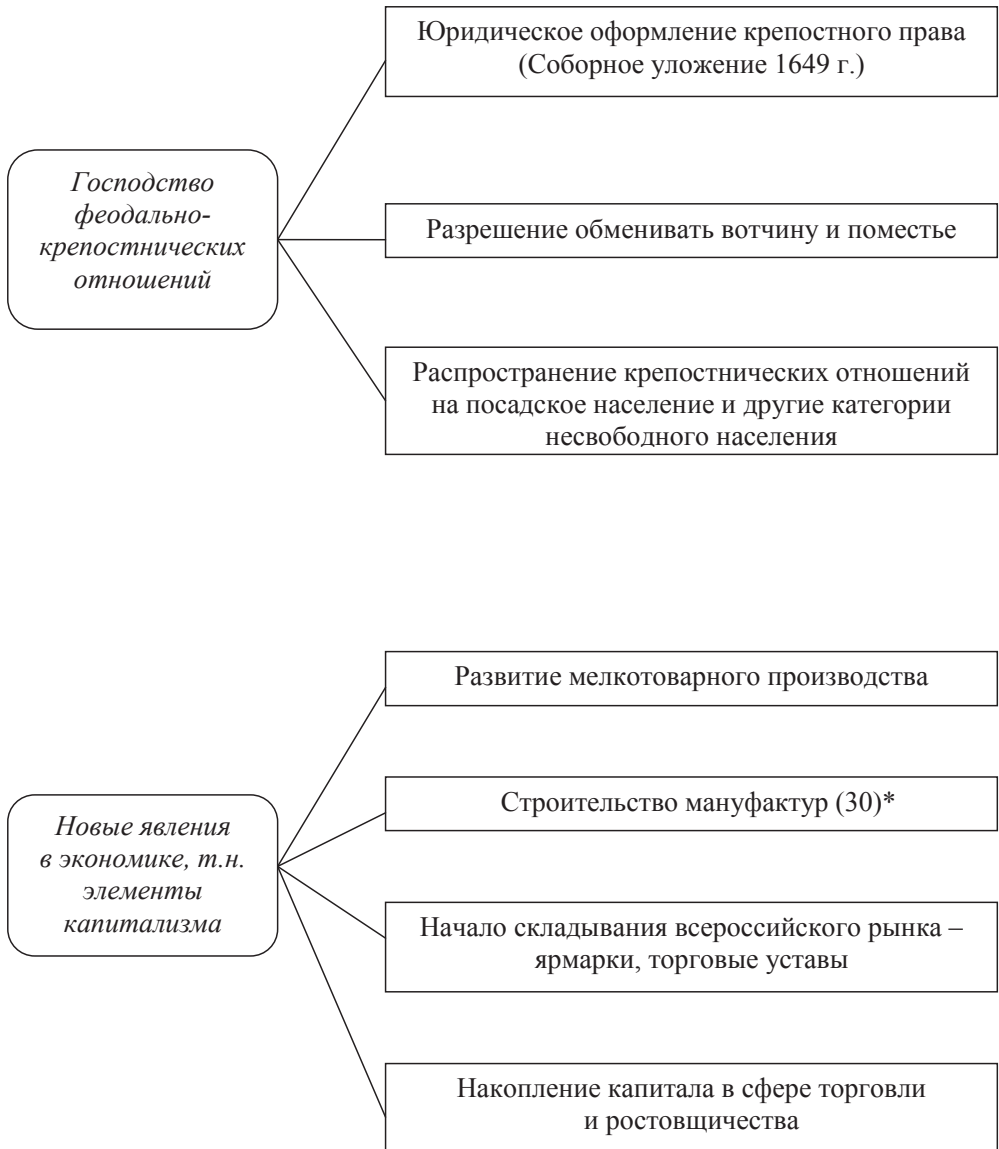 Юридическое оформление крепостного права
(Соборное уложение 1649 г.)
Господство
феодально-
крепостнических
отношений
Разрешение обменивать вотчину и поместье
Распространение крепостнических отношений
на посадское население и другие категории
несвободного населения
Развитие мелкотоварного производства
Строительство мануфактур (30)*
Новые явления
в экономике, т.н.
элементы
капитализма
Начало складывания всероссийского рынка –
ярмарки, торговые уставы
Накопление капитала в сфере торговли
и ростовщичества